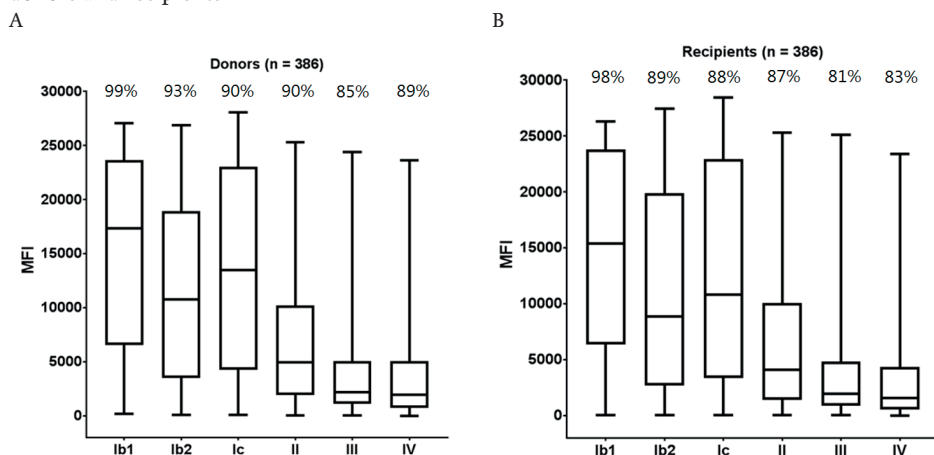 A
B
Donors (n = 386)
99% 93% 90% 90% 85% 89%
30000
25000
20000
15000
10000
5000
0
MFI
Ib1 Ib2 Ic II III IV
Recipients (n = 386)
98% 89% 88% 87% 81% 83%
30000
25000
20000
15000
10000
5000
0
MFI
Ib1 Ib2 Ic II III IV